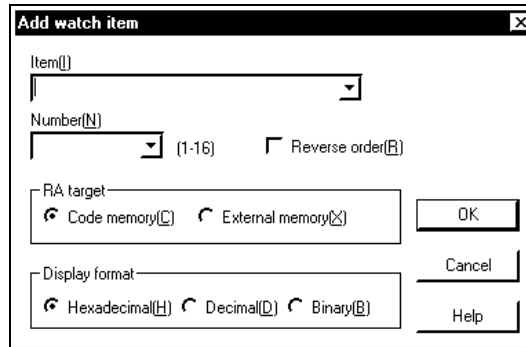 Add watch item
Item(I)
Number(N)
(1-16)
Reverse order(R)
RA target
Code memory(C)
External memory(X)
OK
Display format
Cancel
Hexadecimal(H)
Decimal(D)
Binary(B)
Help